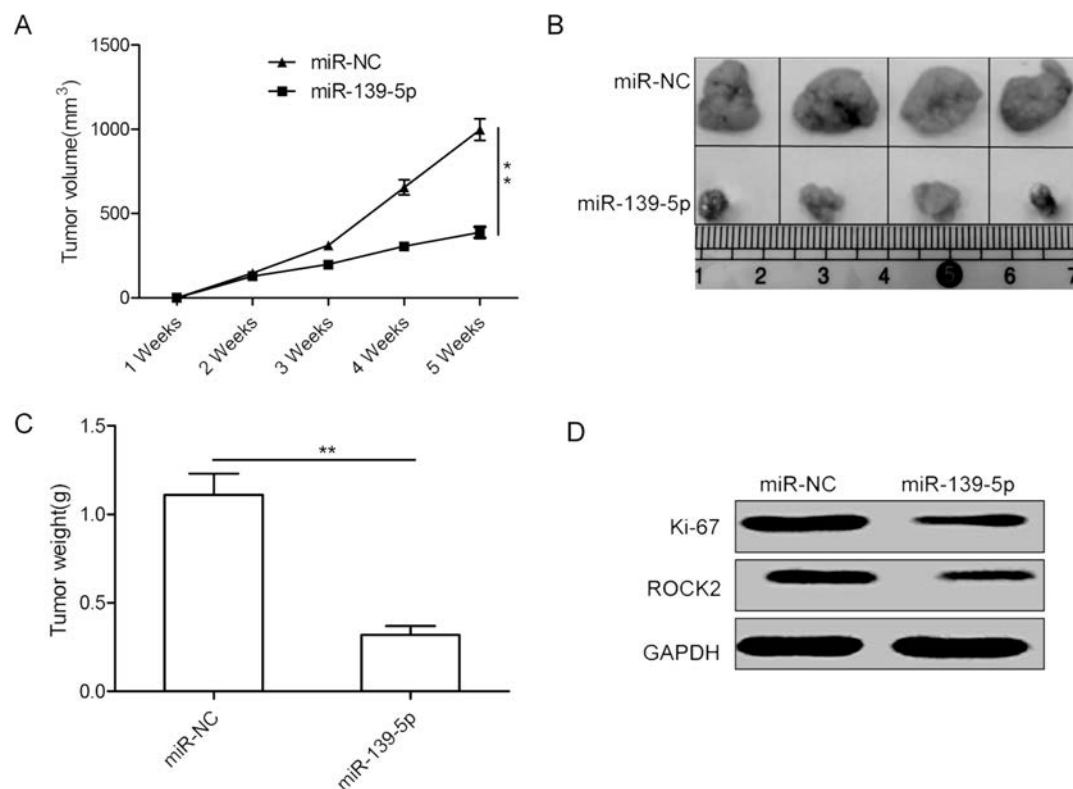 A
Tumor volume(mm3)
1500
1000
500
0
miR-NC
miR-139-5p
**
1 Weeks
2 Weeks
3 Weeks
4 Weeks
5 Weeks
B
miR-NC
miR-139-5p
1 2 3 4 5 6 7
C
Tumor weight(g)
1.5
1.0
0.5
0.0
**
miR-NC
miR-139-5p
D
miR-NC miR-139-5p
Ki-67
ROCK2
GAPDH